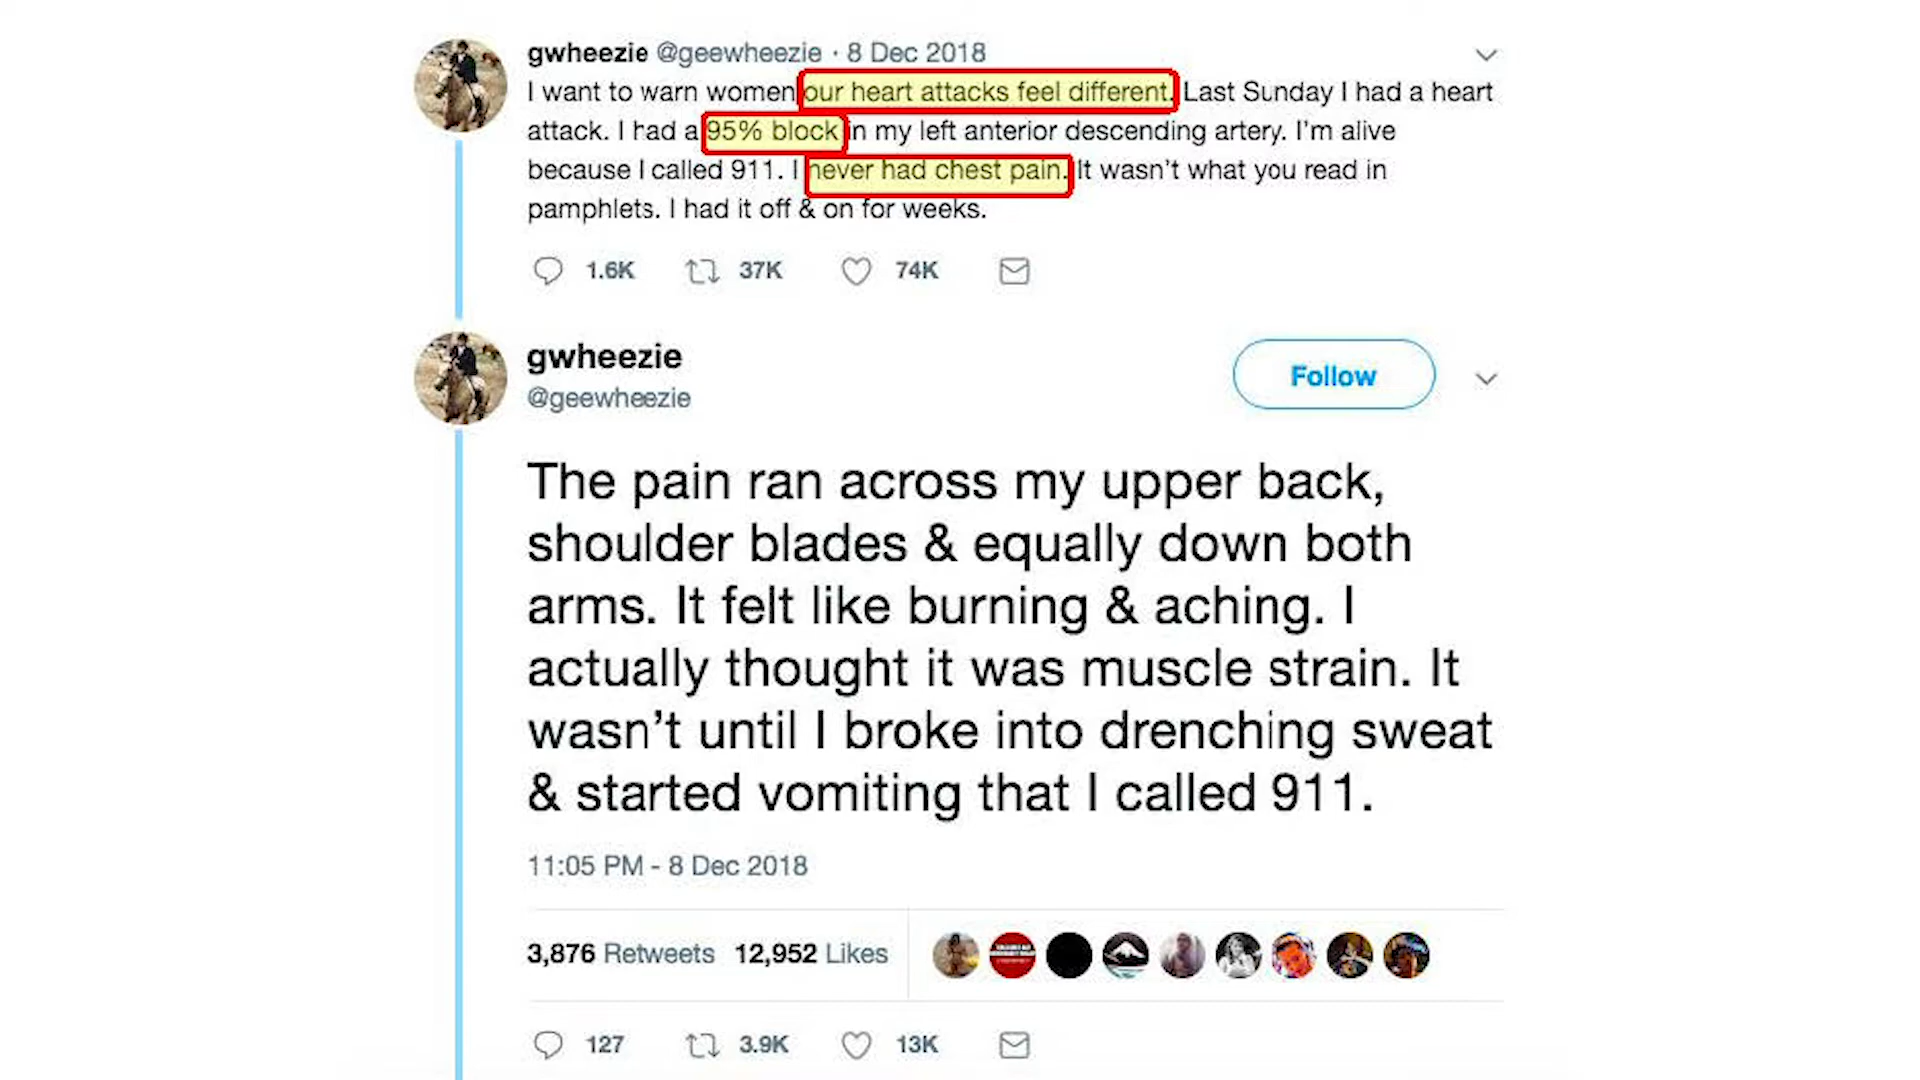 gwheezie @geewheezie · 8 Dec 2018
I want to warn women our heart attacks feel different. Last Sunday I had a heart
attack. I had a 95% block in my left anterior descending artery. I’m alive
because I called 911. I never had chest pain. It wasn’t what you read in
pamphlets. I had it off & on for weeks.
1.6K 37K 74K
gwheezie
@geewheezie
Follow
The pain ran across my upper back,
shoulder blades & equally down both
arms. It felt like burning & aching. I
actually thought it was muscle strain. It
wasn’t until I broke into drenching sweat
& started vomiting that I called 911.
11:05 PM - 8 Dec 2018
3,876 Retweets 12,952 Likes
127 3.9K 13K